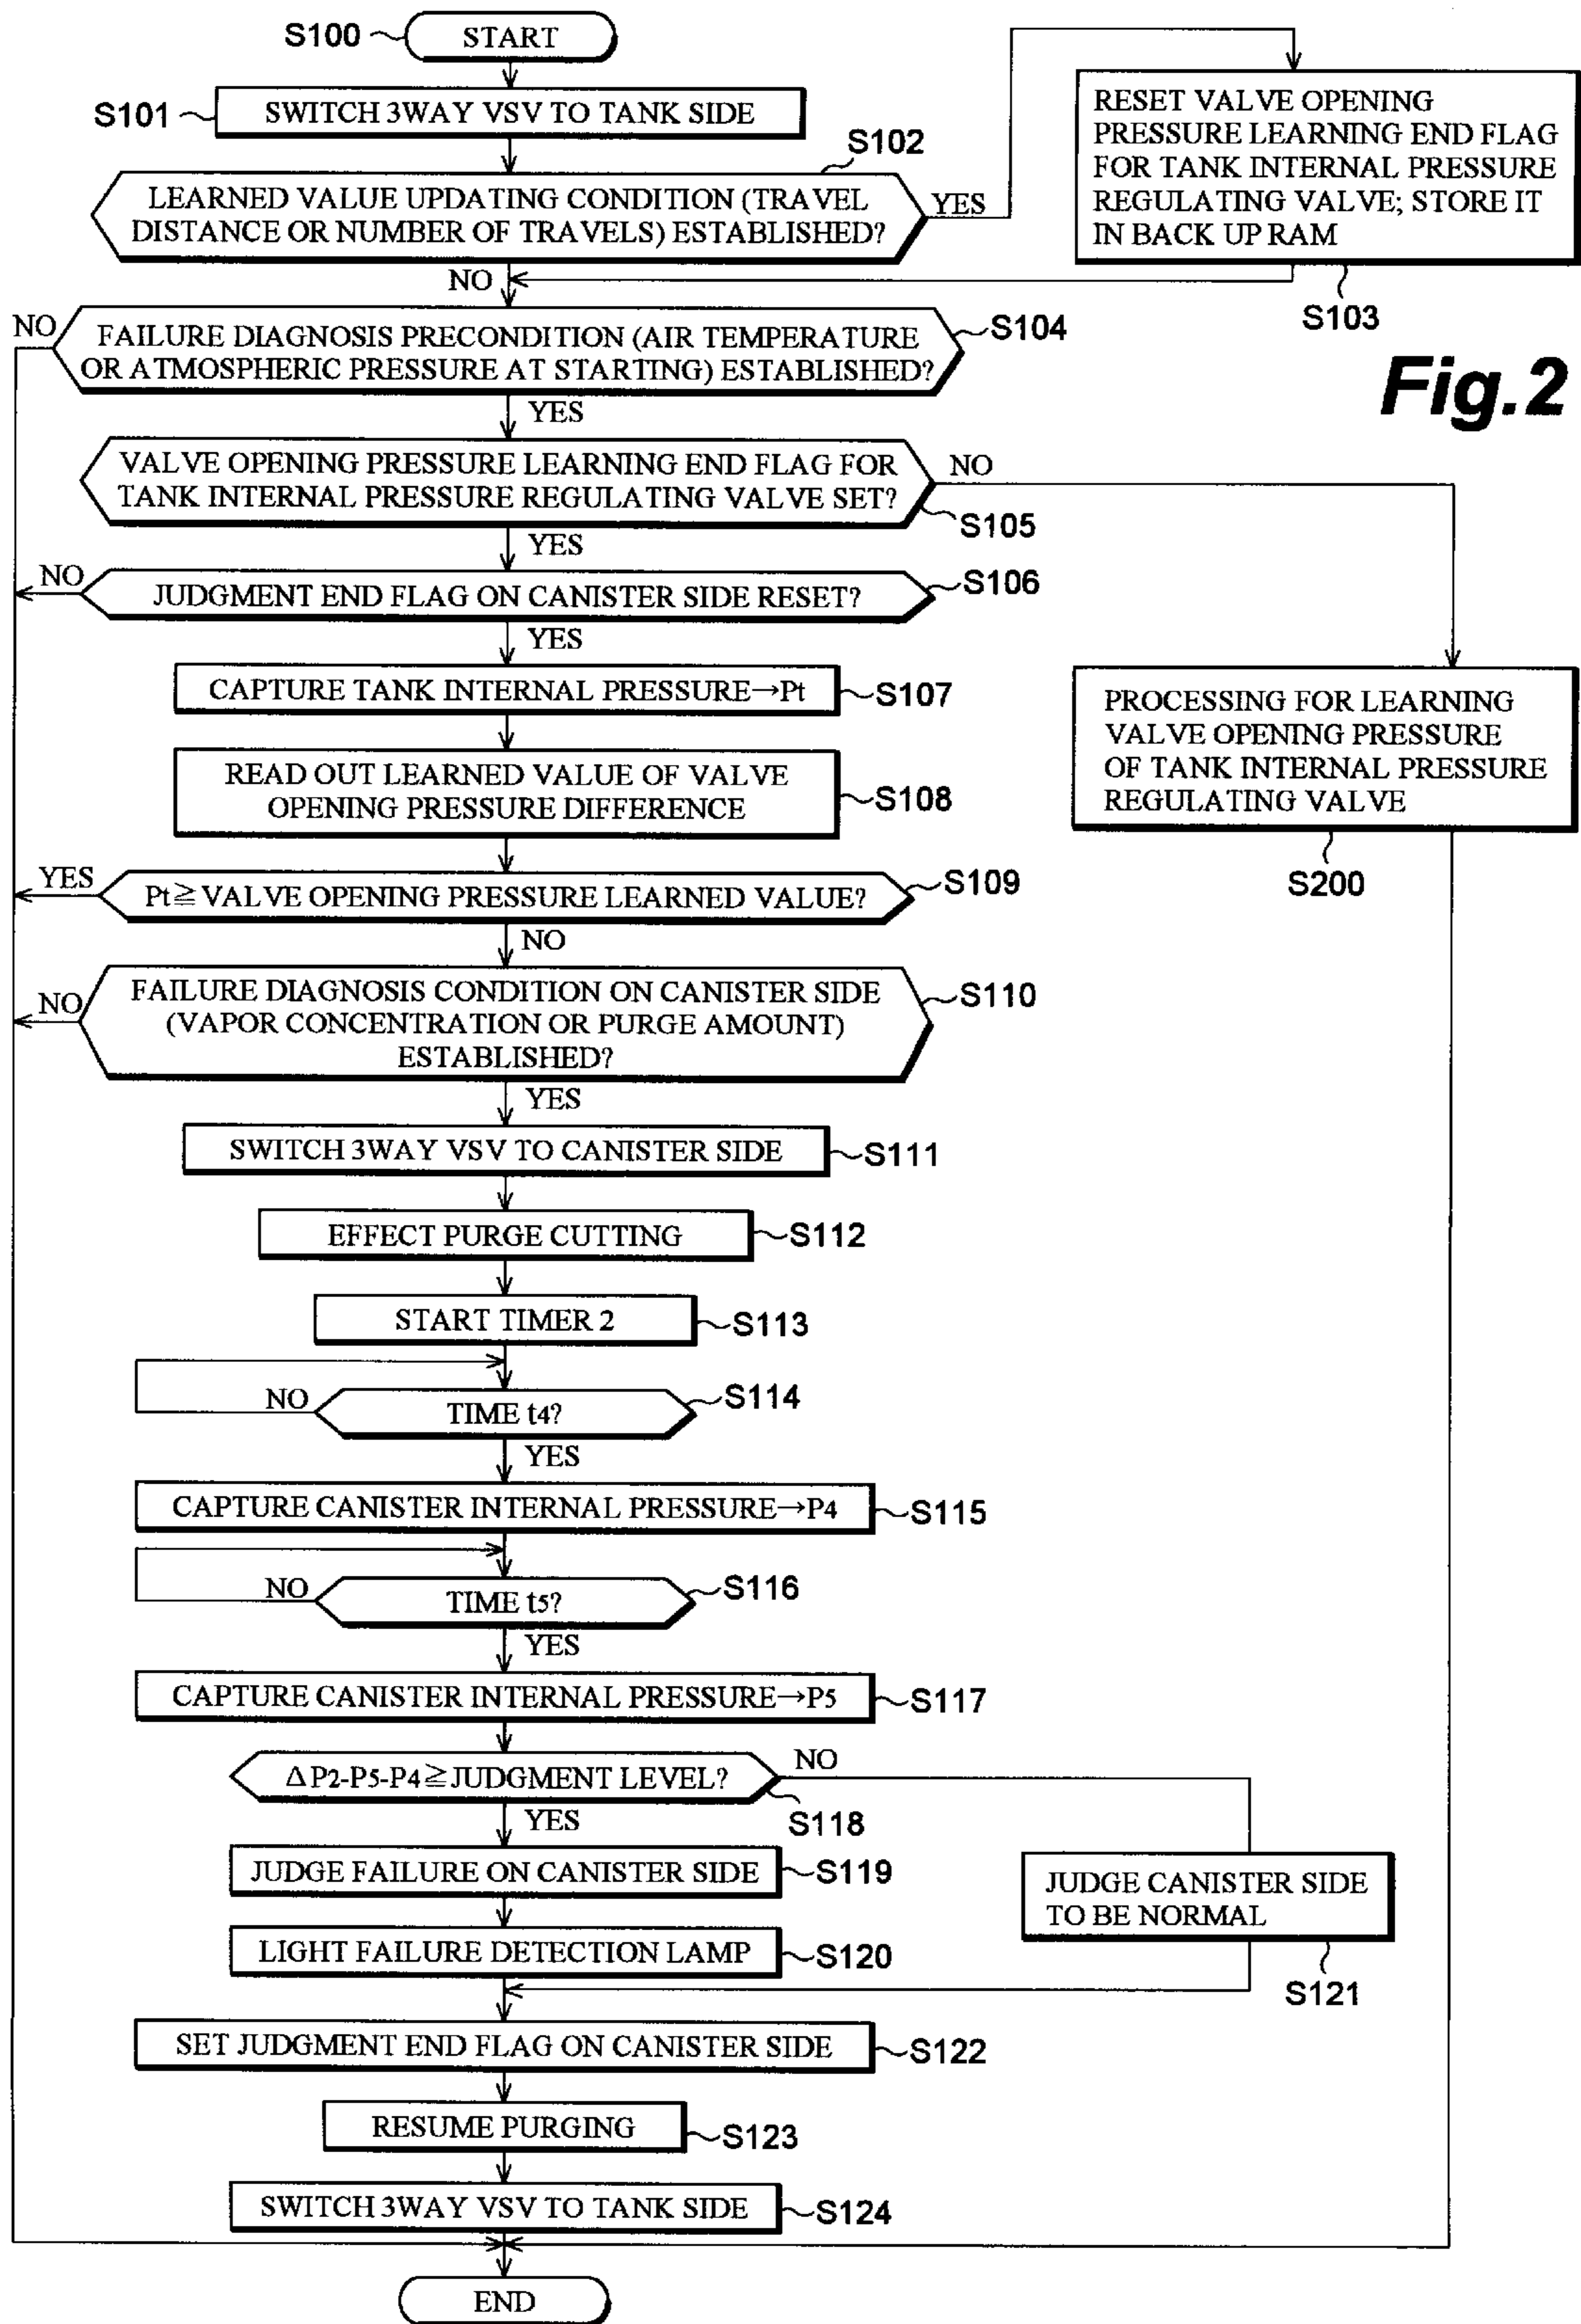 S100
START
S101
SWITCH 3WAY VSV TO TANK SIDE
S102
LEARNED VALUE UPDATING CONDITION (TRAVEL
DISTANCE OR NUMBER OF TRAVELS) ESTABLISHED?
YES
RESET VALVE OPENING
PRESSURE LEARNING END FLAG
FOR TANK INTERNAL PRESSURE
REGULATING VALVE; STORE IT
IN BACK UP RAM
S103
NO
NO
FAILURE DIAGNOSIS PRECONDITION (AIR TEMPERATURE
OR ATMOSPHERIC PRESSURE AT STARTING) ESTABLISHED?
S104
Fig.2
YES
VALVE OPENING PRESSURE LEARNING END FLAG FOR
TANK INTERNAL PRESSURE REGULATING VALVE SET?
NO
S105
YES
NO
JUDGMENT END FLAG ON CANISTER SIDE RESET?
S106
YES
CAPTURE TANK INTERNAL PRESSURE→Pt
S107
PROCESSING FOR LEARNING
VALVE OPENING PRESSURE
OF TANK INTERNAL PRESSURE
REGULATING VALVE
S200
READ OUT LEARNED VALUE OF VALVE
OPENING PRESSURE DIFFERENCE
S108
YES
Pt≧VALVE OPENING PRESSURE LEARNED VALUE?
S109
NO
NO
FAILURE DIAGNOSIS CONDITION ON CANISTER SIDE
(VAPOR CONCENTRATION OR PURGE AMOUNT)
ESTABLISHED?
S110
YES
SWITCH 3WAY VSV TO CANISTER SIDE
S111
EFFECT PURGE CUTTING
S112
START TIMER 2
S113
NO
TIME t4?
S114
YES
CAPTURE CANISTER INTERNAL PRESSURE→P4
S115
NO
TIME t5?
S116
YES
CAPTURE CANISTER INTERNAL PRESSURE→P5
S117
ΔP2-P5-P4≧JUDGMENT LEVEL?
NO
S118
YES
JUDGE FAILURE ON CANISTER SIDE
S119
JUDGE CANISTER SIDE
TO BE NORMAL
S121
LIGHT FAILURE DETECTION LAMP
S120
SET JUDGMENT END FLAG ON CANISTER SIDE
S122
RESUME PURGING
S123
SWITCH 3WAY VSV TO TANK SIDE
S124
END